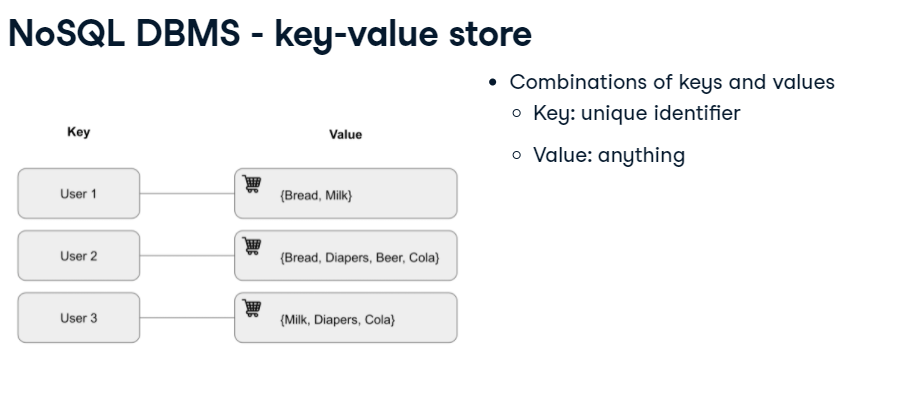 NoSQL DBMS - key-value store
Key
Value
User 1
{Bread, Milk}
User 2
{Bread, Diapers, Beer, Cola}
User 3
{Milk, Diapers, Cola}
• Combinations of keys and values
○ Key: unique identifier
○ Value: anything